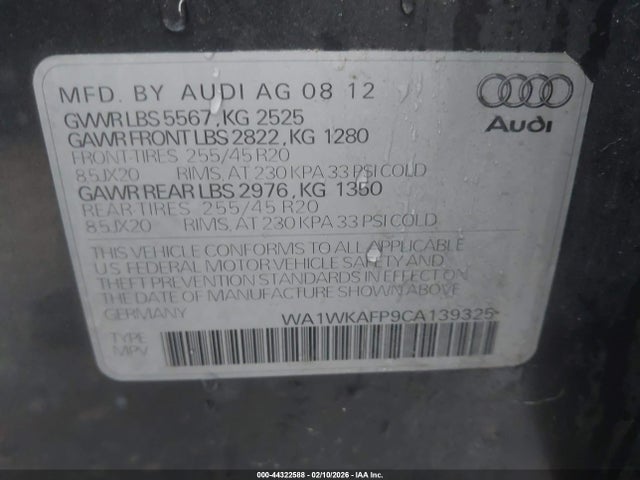 MFD. BY AUDI AG 08 12
GVWR LBS 5567, KG 2525
GAWR FRONT LBS 2822, KG 1280
FRONT-TIRES 255/45 R20
8.5JX20 RIMS, AT 230 KPA 33 PSI COLD
GAWR REAR LBS 2976, KG 1350
REAR TIRES 255/45 R20
8.5JX20 RIMS, AT 230 KPA 33 PSI COLD
THIS VEHICLE CONFORMS TO ALL APPLICABLE
US FEDERAL MOTOR VEHICLE SAFETY AND
THEFT PREVENTION STANDARDS IN EFFECT ON
THE DATE OF MANUFACTURE SHOWN ABOVE.
GERMANY
WA1WKAFP9CA139325
TYPE
MPV
Audi
000-44322588 - 02/10/2026 - IAA Inc.